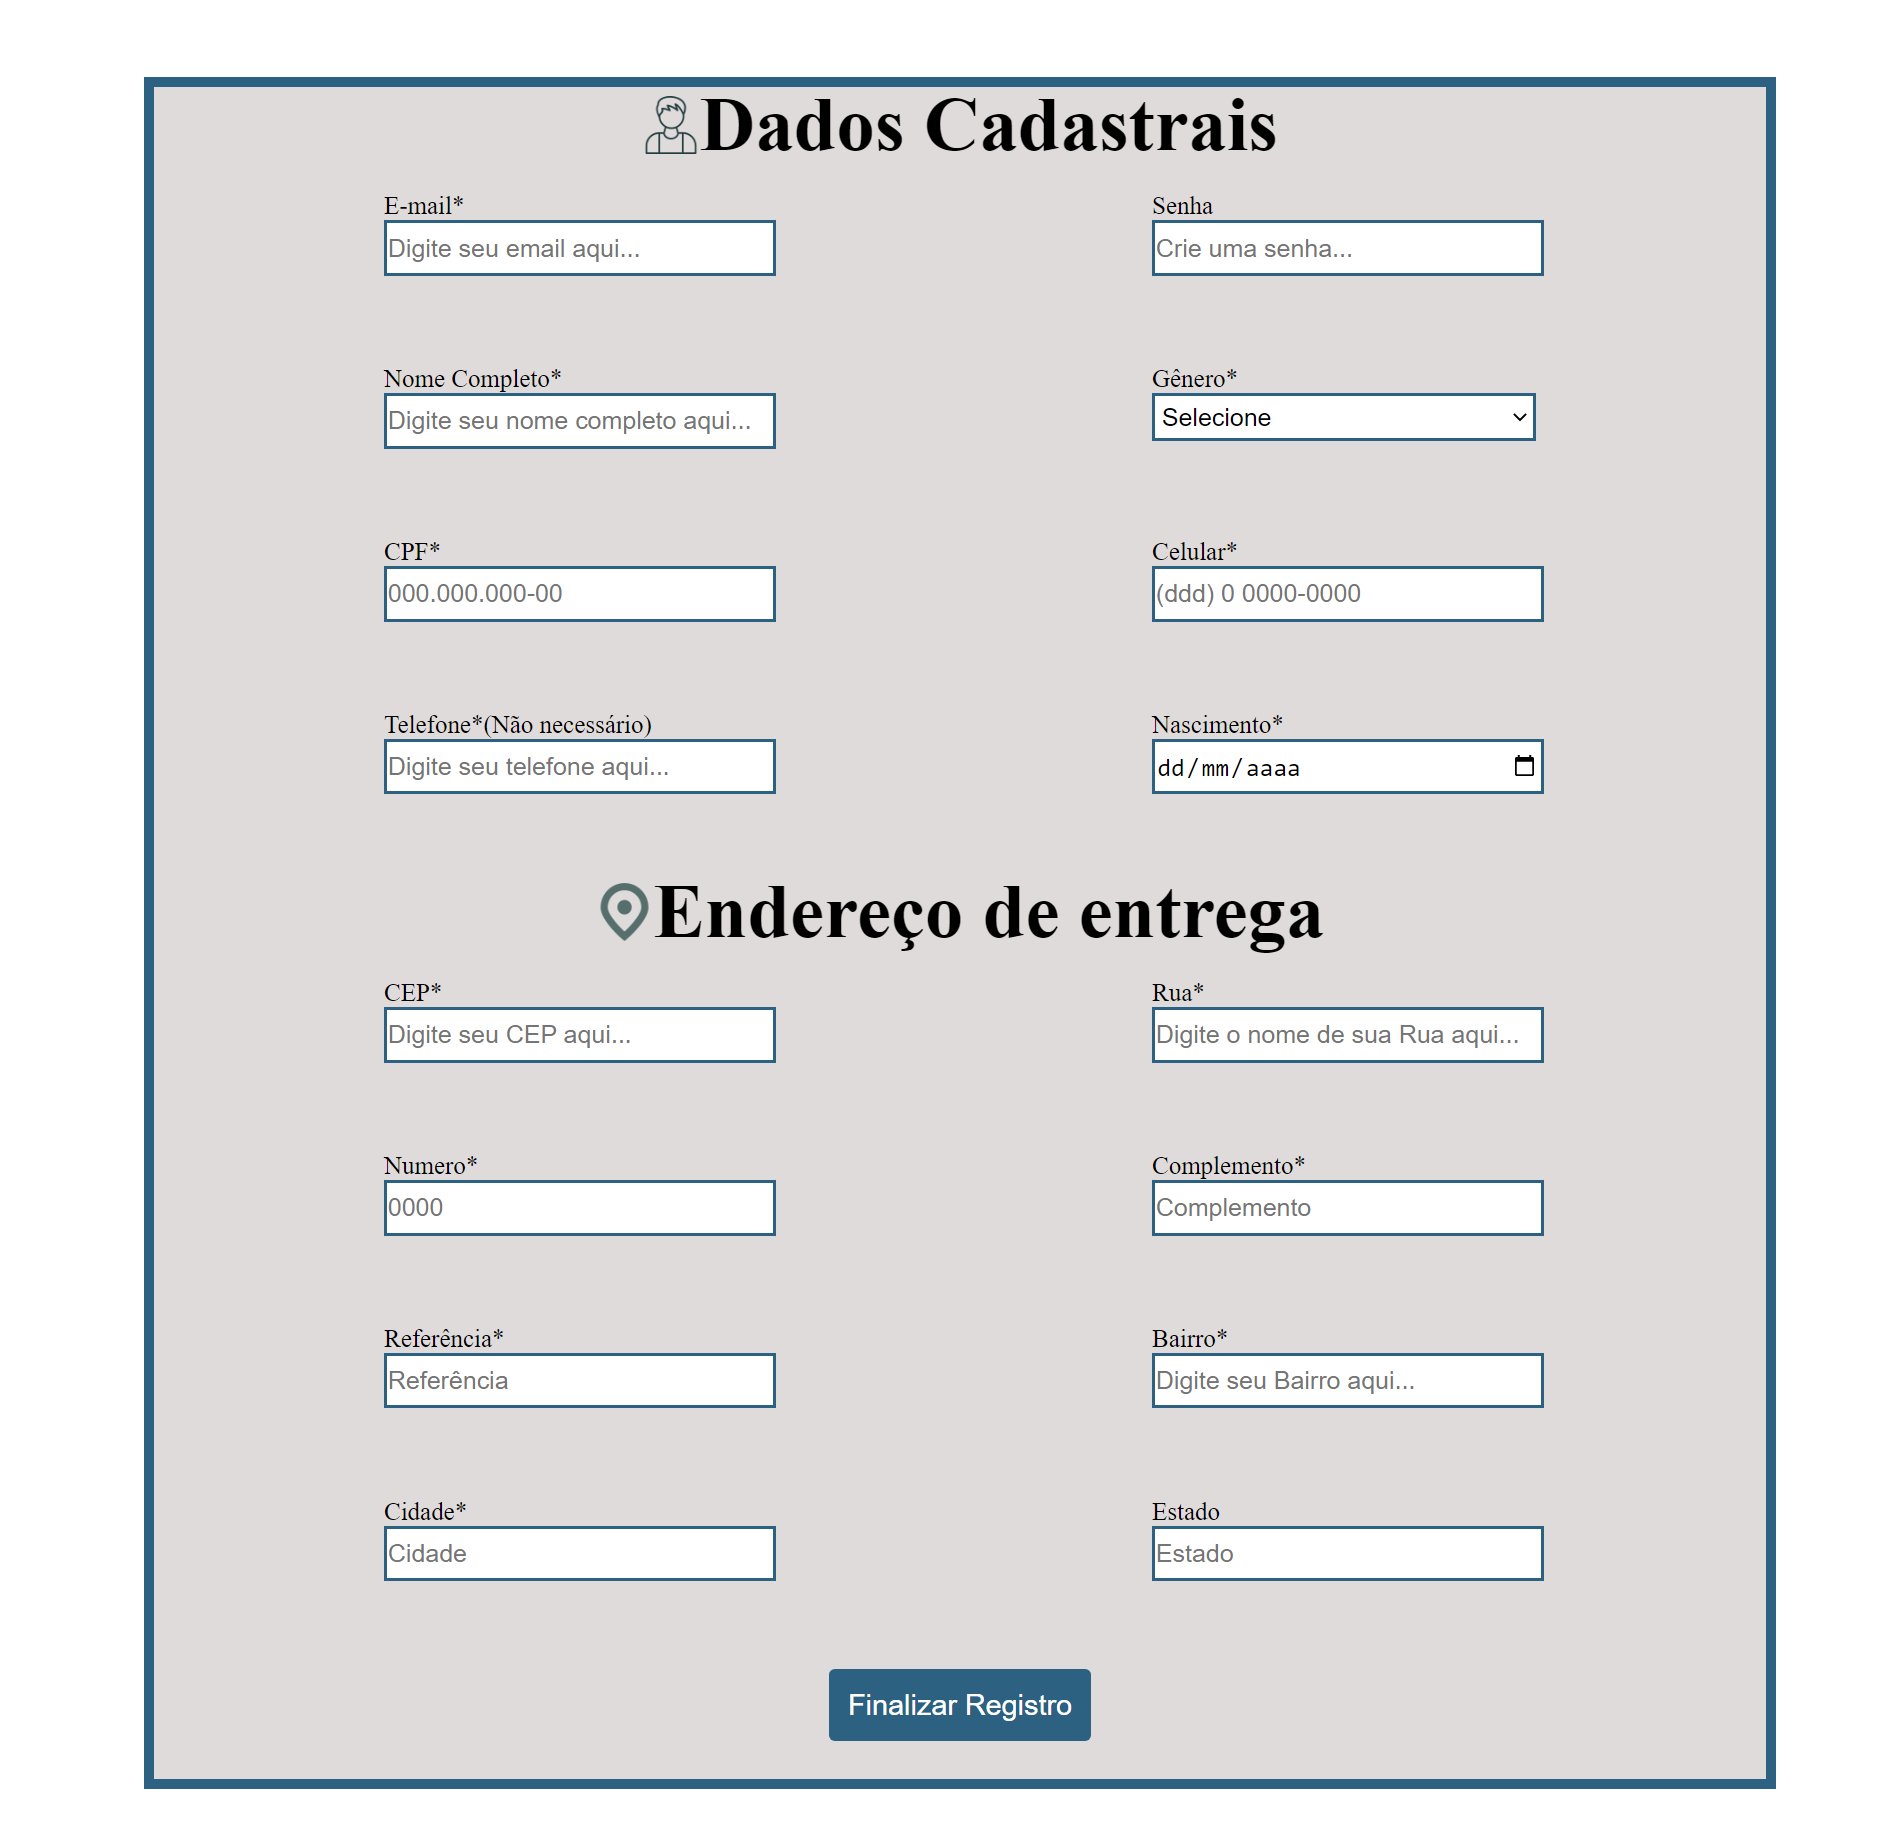 Dados Cadastrais
E-mail* Senha
Digite seu email aqui... Crie uma senha...
Nome Completo* Gênero*
Digite seu nome completo aqui... Selecione
CPF* Celular*
000.000.000-00 (ddd) 0 0000-0000
Telefone*(Não necessário) Nascimento*
Digite seu telefone aqui... dd/mm/aaaa
Endereço de entrega
CEP* Rua*
Digite seu CEP aqui... Digite o nome de sua Rua aqui...
Numero* Complemento*
0000 Complemento
Referência* Bairro*
Referência Digite seu Bairro aqui...
Cidade* Estado
Cidade Estado
Finalizar Registro